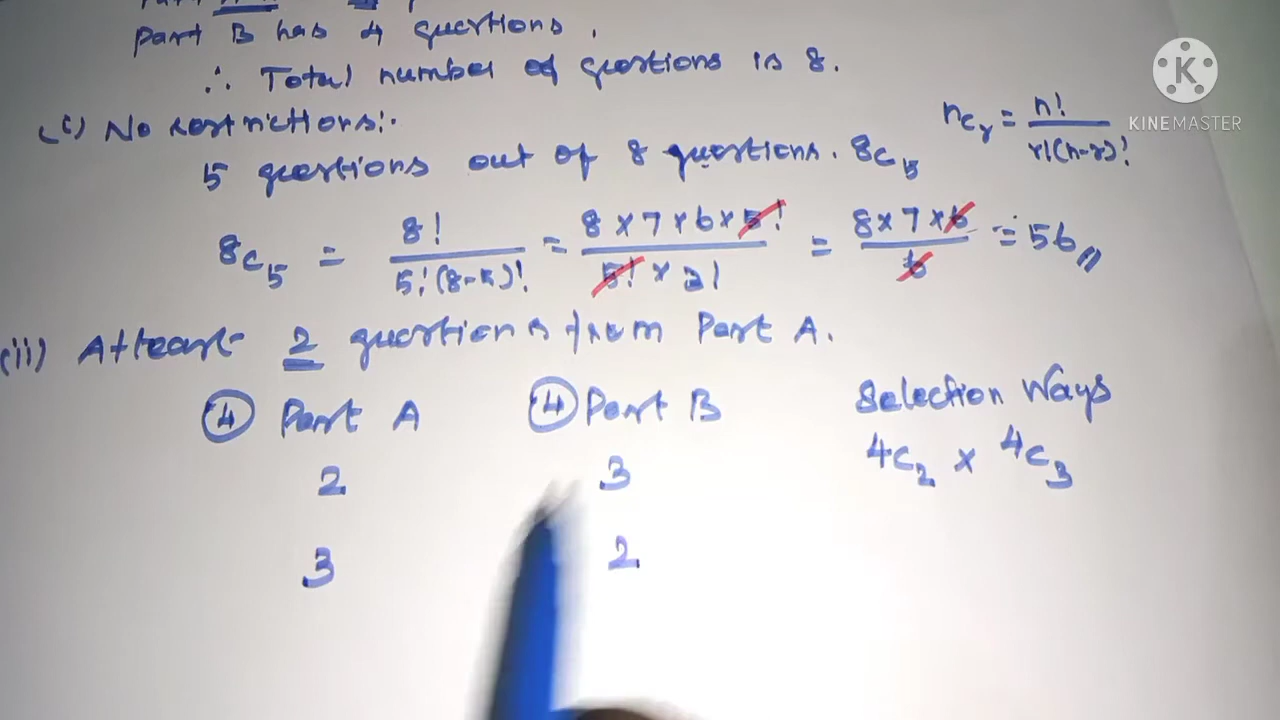 Part B has 4 questions.
∴ Total number of questions is 8.
(i) No restrictions:-
nCr = n! / r!(n-r)!
5 questions out of 8 questions. 8C5
8C5 = 8! / 5!(8-5)! = 8 × 7 × 6 × 5! / 5! × 3! = 8 × 7 × 6 / 6 = 56//
(ii) Atleast 2 questions from Part A.
4 Part A 4 Part B Selection Ways
2 3 4C2 × 4C3
3 2
K
KINEMASTER